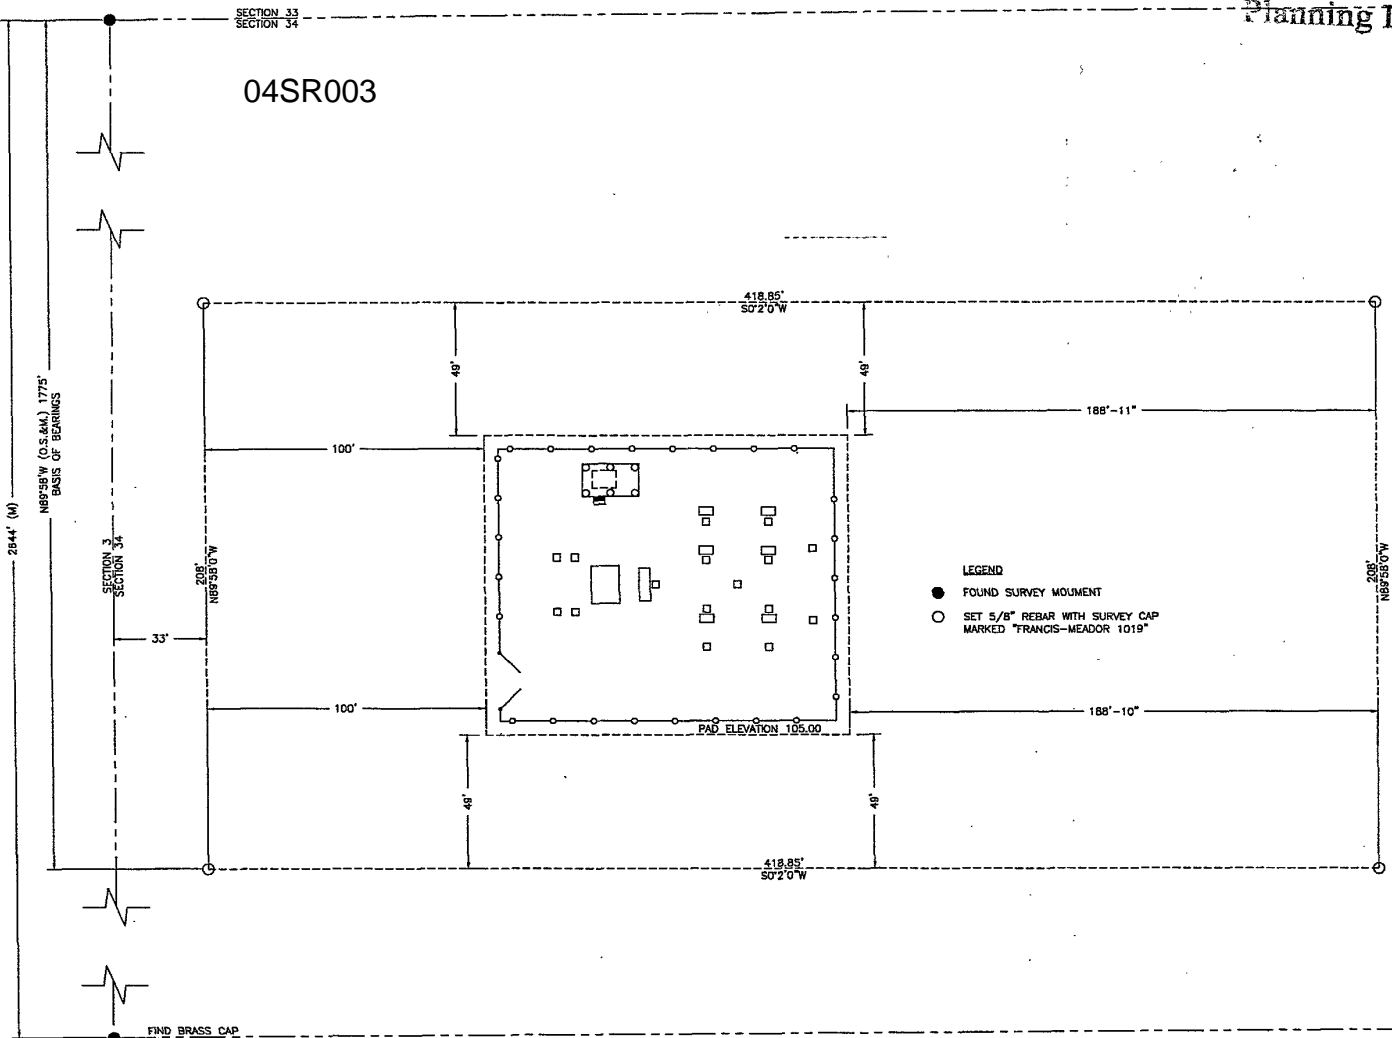 SECTION 33
SECTION 34
Planning
04SR003
418.85'
S0°2'0"W
49'
49'
188'-11"
100'
2644' (M)
N89°58'W (O.S.&M.) 1775'
BASIS OF BEARINGS
SECTION 3
SECTION 34
208'
N89°58'0"W
208'
N89°58'0"W
LEGEND
FOUND SURVEY MOUMENT
SET 5/8" REBAR WITH SURVEY CAP
MARKED "FRANCIS-MEADOR 1019"
33'
100'
188'-10"
PAD ELEVATION 105.00
49'
49'
418.85'
S0°2'0"W
FIND BRASS CAP